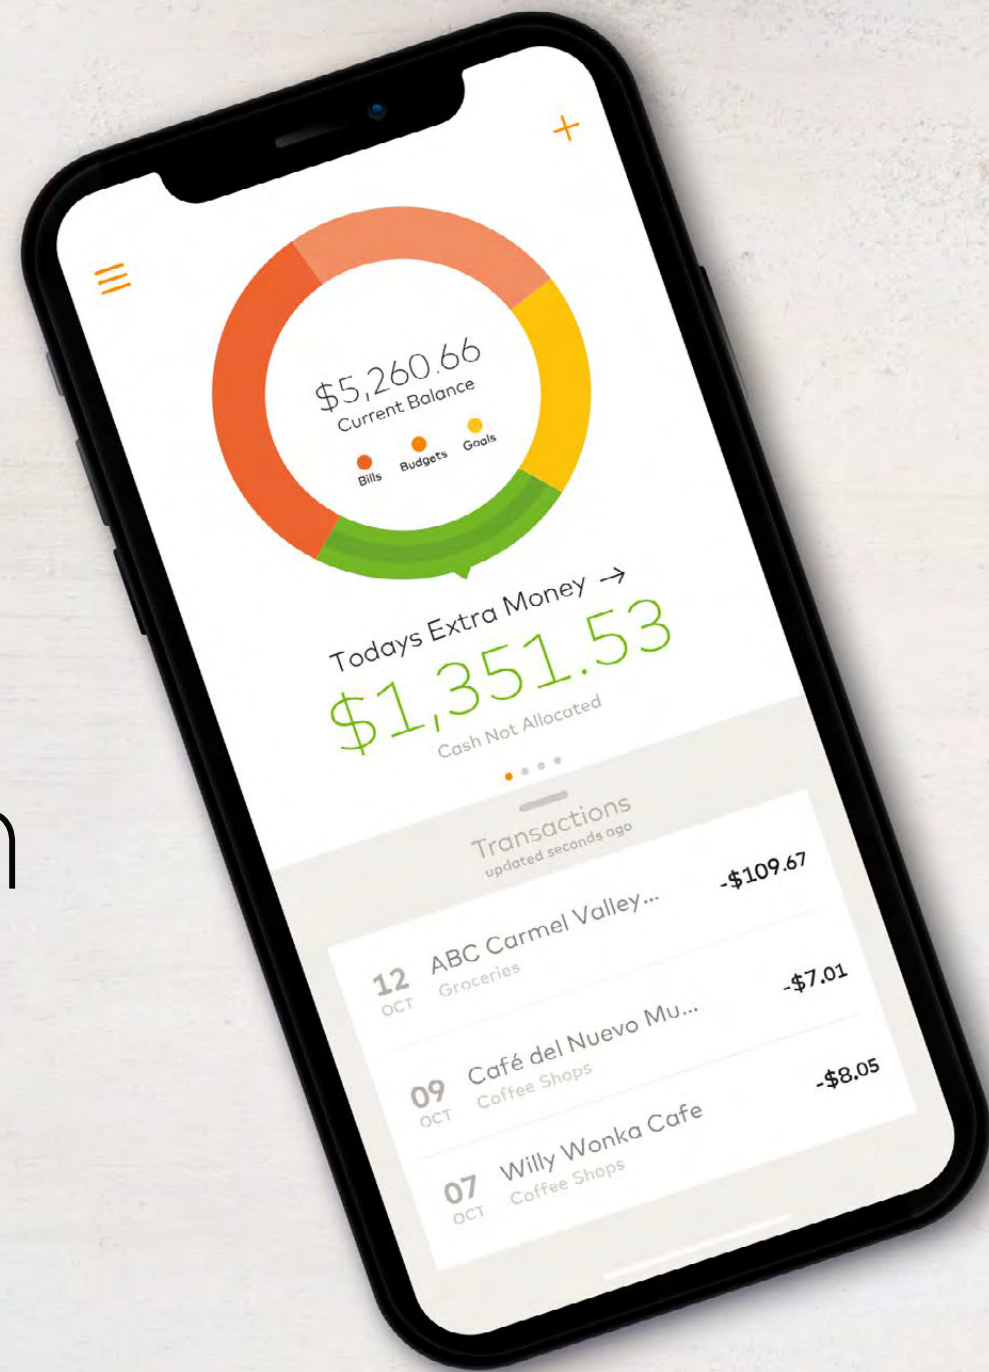 +
$5,260.66
Current Balance
Bills Budgets Goals
Todays Extra Money →
$1,351.53
Cash Not Allocated
Transactions
updated seconds ago
12 OCT ABC Carmel Valley... -$109.67
Groceries
09 OCT Café del Nuevo Mu... -$7.01
Coffee Shops
07 OCT Willy Wonka Cafe -$8.05
Coffee Shops
n